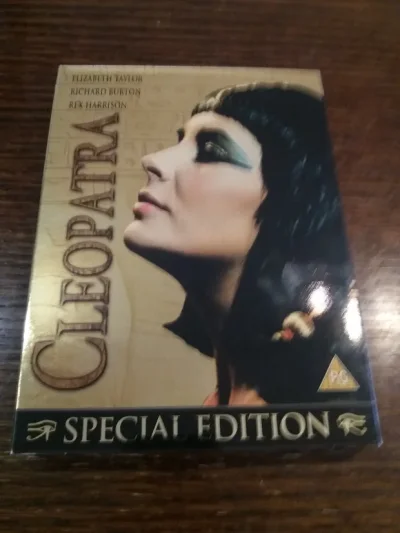 ELIZABETH TAYLOR
RICHARD BURTON
REX HARRISON
CLEOPATRA
PG
SPECIAL EDITION